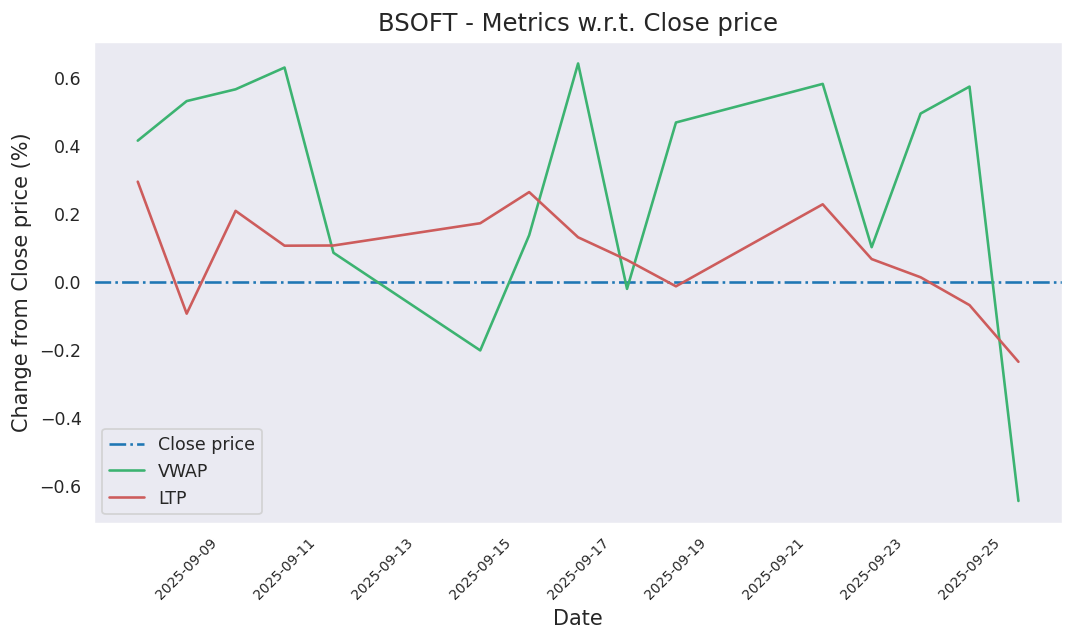 BSOFT - Metrics w.r.t. Close price
Change from Close price (%)
0.6
0.4
0.2
0.0
−0.2
−0.4
−0.6
Close price
VWAP
LTP
2025-09-09
2025-09-11
2025-09-13
2025-09-15
2025-09-17
2025-09-19
2025-09-21
2025-09-23
2025-09-25
Date